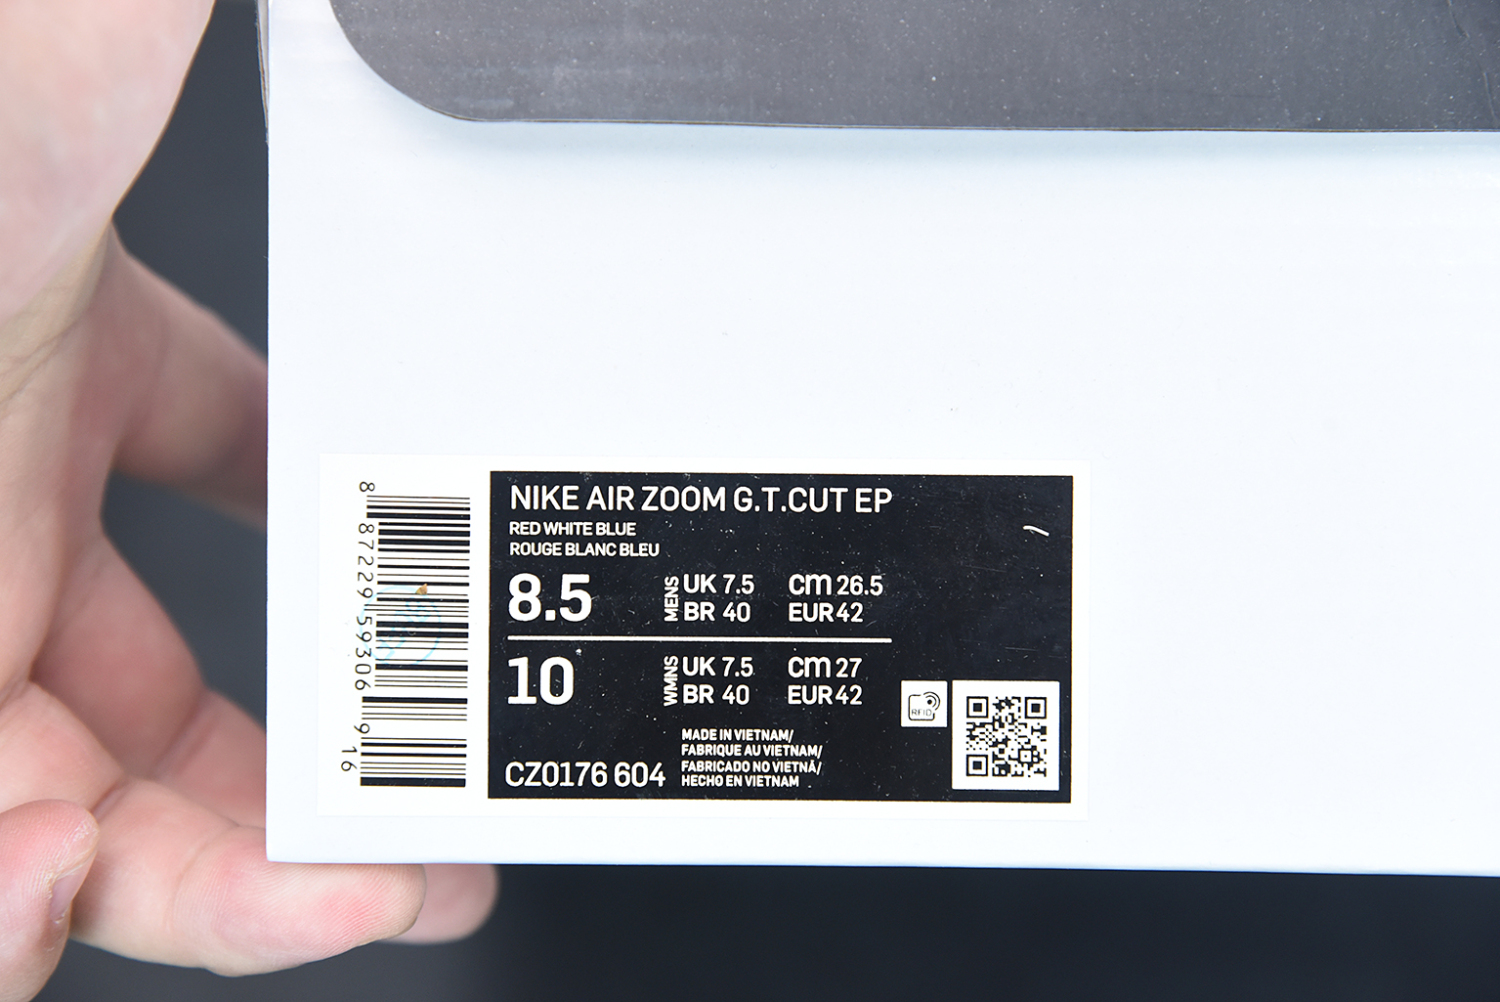 NIKE AIR ZOOM G.T.CUT EP
RED WHITE BLUE
ROUGE BLANC BLEU
8.5 MENS UK 7.5 cm 26.5
BR 40 EUR 42
10 WMNS UK 7.5 cm 27
BR 40 EUR 42
MADE IN VIETNAM/
FABRIQUE AU VIETNAM/
FABRICADO NO VIETNÃ/
HECHO EN VIETNAM
CZ0176 604
RFID
8 87229 59306 9 16